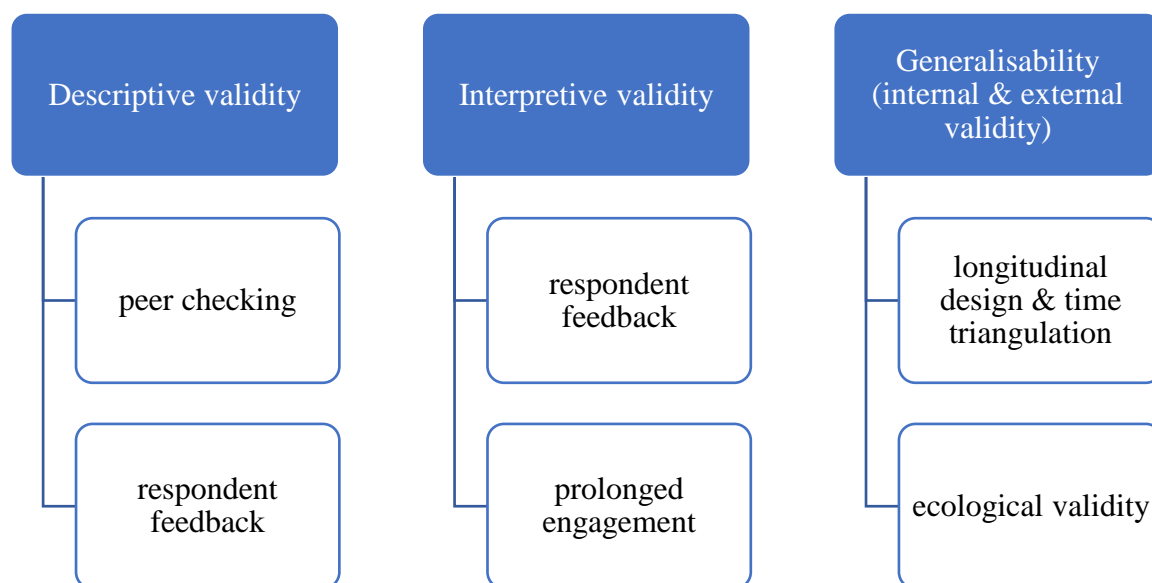 Descriptive validity
peer checking
respondent
feedback
Interpretive validity
respondent
feedback
prolonged
engagement
Generalisability
(internal & external
validity)
longitudinal
design & time
triangulation
ecological validity